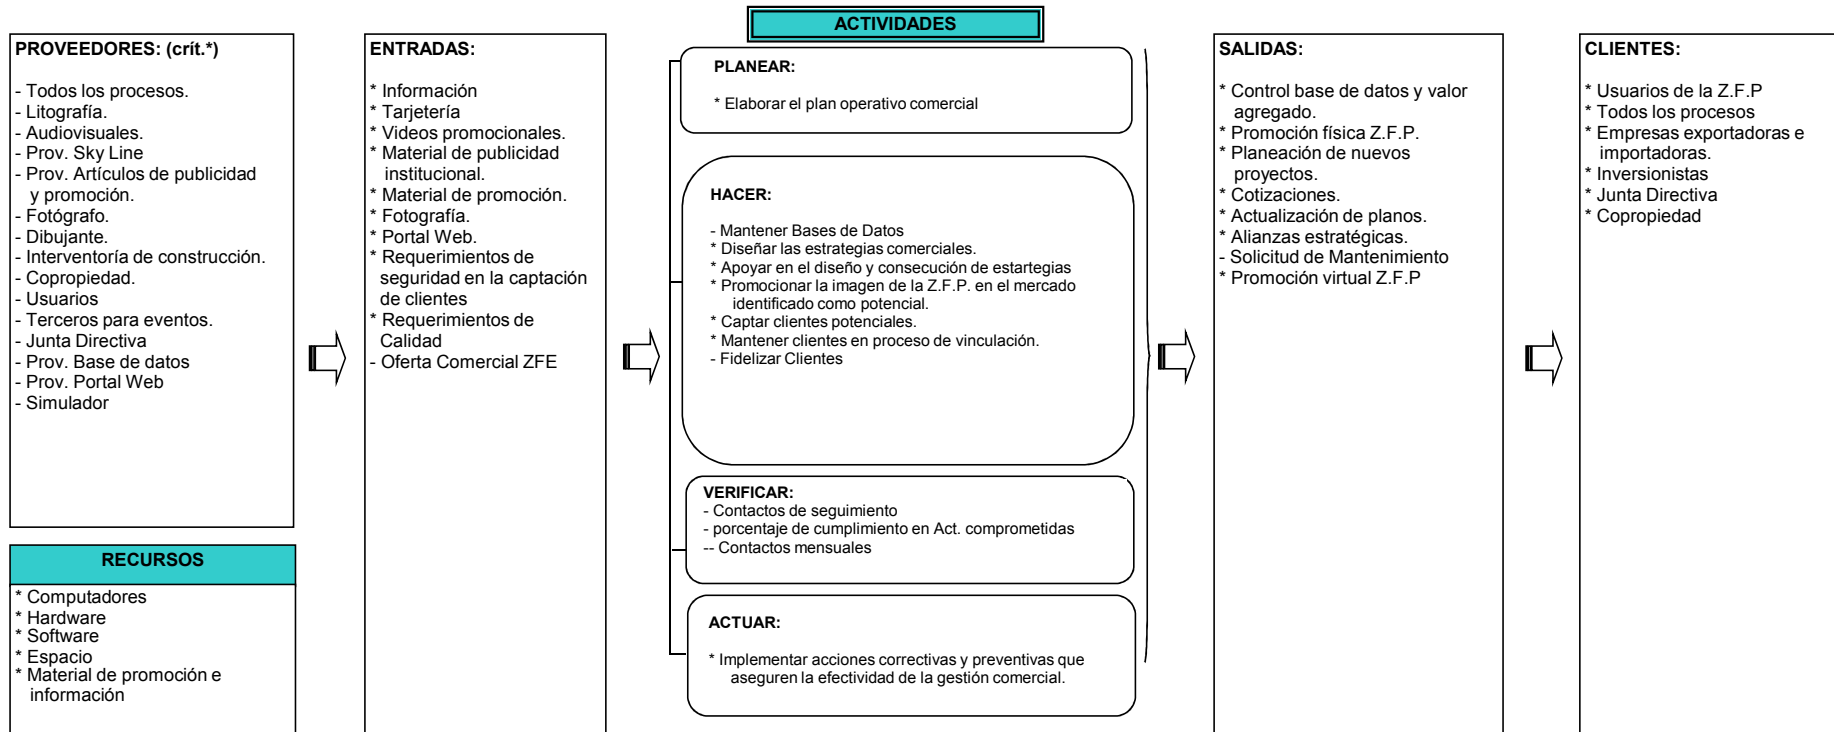 ACTIVIDADES
PROVEEDORES: (crít.*)
- Todos los procesos.
- Litografía.
- Audiovisuales.
- Prov. Sky Line
- Prov. Artículos de publicidad
y promoción.
- Fotógrafo.
- Dibujante.
- Interventoría de construcción.
- Copropiedad.
- Usuarios
- Terceros para eventos.
- Junta Directiva
- Prov. Base de datos
- Prov. Portal Web
- Simulador
RECURSOS
* Computadores
* Hardware
* Software
* Espacio
* Material de promoción e
información
ENTRADAS:
* Información
* Tarjetería
* Videos promocionales.
* Material de publicidad
institucional.
* Material de promoción.
* Fotografía.
* Portal Web.
* Requerimientos de
seguridad en la captación
de clientes
* Requerimientos de
Calidad
- Oferta Comercial ZFE
PLANEAR:
* Elaborar el plan operativo comercial
HACER:
- Mantener Bases de Datos
* Diseñar las estrategias comerciales.
* Apoyar en el diseño y consecución de estartegias
* Promocionar la imagen de la Z.F.P. en el mercado
identificado como potencial.
* Captar clientes potenciales.
* Mantener clientes en proceso de vinculación.
- Fidelizar Clientes
VERIFICAR:
- Contactos de seguimiento
- porcentaje de cumplimiento en Act. comprometidas
-- Contactos mensuales
ACTUAR:
* Implementar acciones correctivas y preventivas que
aseguren la efectividad de la gestión comercial.
SALIDAS:
* Control base de datos y valor
agregado.
* Promoción física Z.F.P.
* Planeación de nuevos
proyectos.
* Cotizaciones.
* Actualización de planos.
* Alianzas estratégicas.
- Solicitud de Mantenimiento
* Promoción virtual Z.F.P
CLIENTES:
* Usuarios de la Z.F.P
* Todos los procesos
* Empresas exportadoras e
importadoras.
* Inversionistas
* Junta Directiva
* Copropiedad